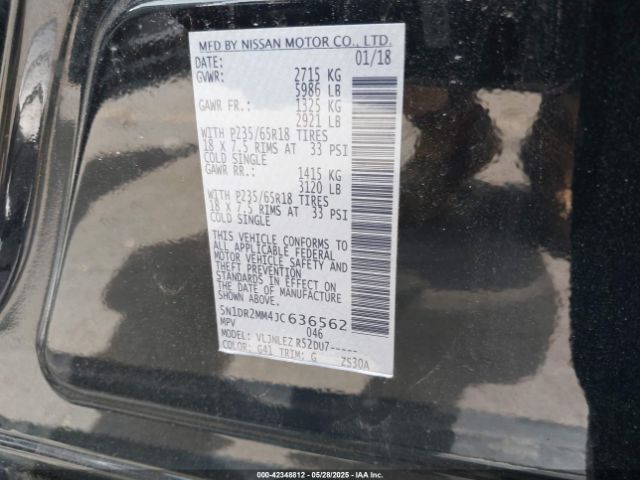 MFD BY NISSAN MOTOR CO., LTD.
DATE: 01/18
GVWR: 2715 KG
5986 LB
GAWR FR.: 1325 KG
2921 LB
WITH P235/65R18 TIRES
18 X 7.5 RIMS AT 33 PSI
COLD SINGLE
GAWR RR.: 1415 KG
3120 LB
WITH P235/65R18 TIRES
18 X 7.5 RIMS AT 33 PSI
COLD SINGLE
THIS VEHICLE CONFORMS TO
ALL APPLICABLE FEDERAL
MOTOR VEHICLE SAFETY AND
THEFT PREVENTION
STANDARDS IN EFFECT ON
THE DATE OF MANUFACTURE
SHOWN ABOVE.
5N1DR2MM4JC636562
MPV 046
MODEL: VLJNLEZ R52DU7-----
COLOR: G41 TRIM: G ZS30A
000-42348812 — 05/28/2025 — IAA Inc.